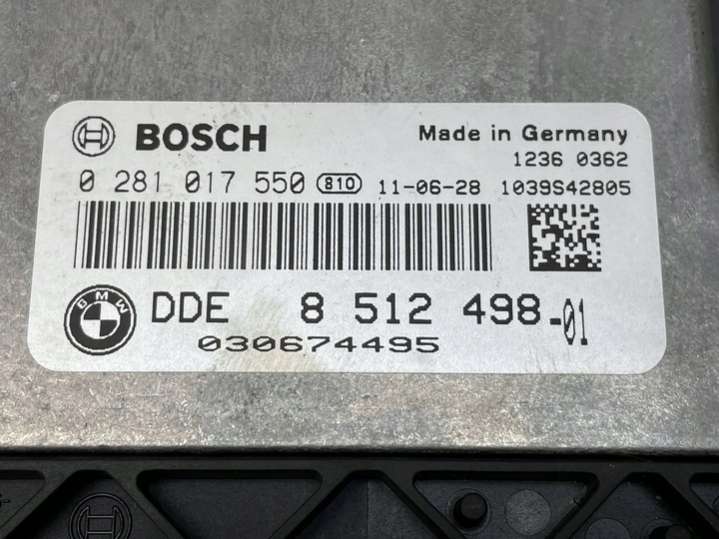 BOSCH
Made in Germany
1236 0362
0 281 017 550 810 11-06-28 1039S42805
BMW
DDE 8 512 498-01
030674495